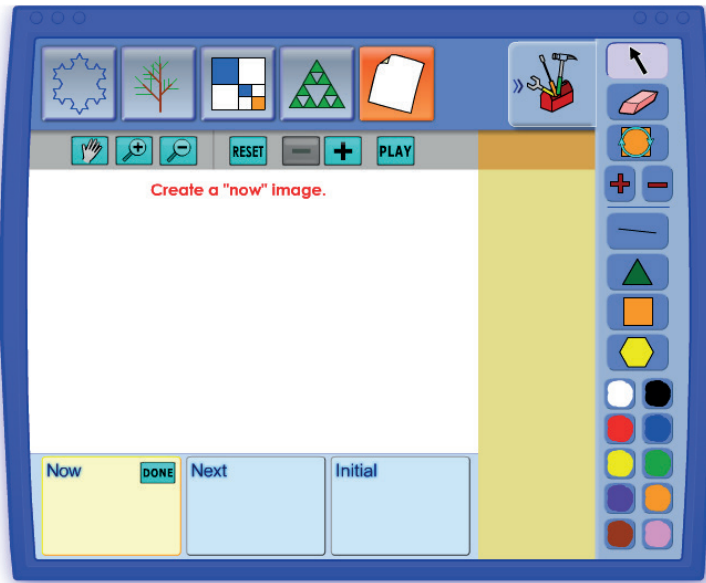 RESET
PLAY
Create a "now" image.
Now
DONE
Next
Initial